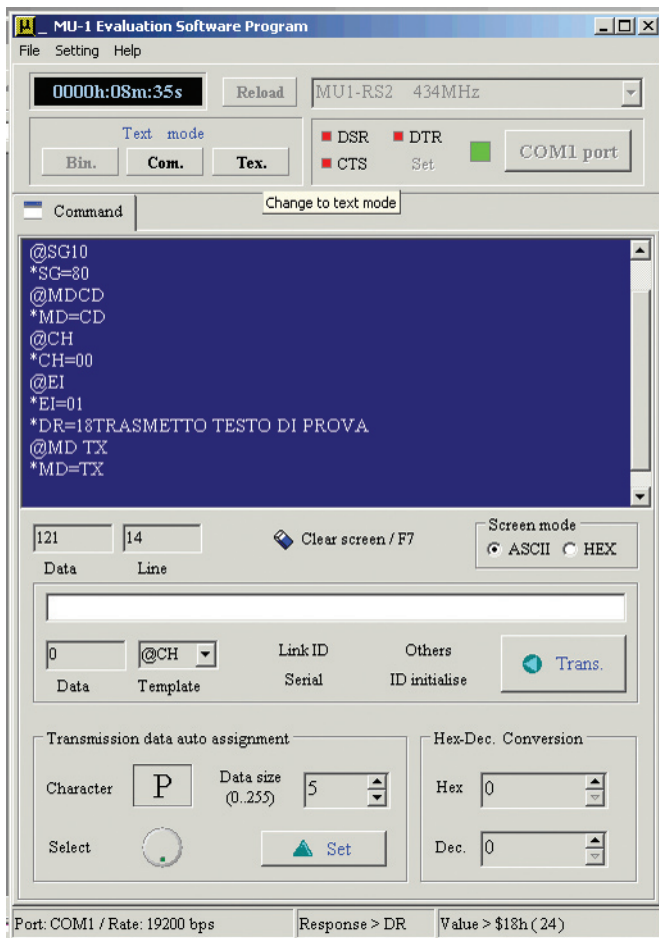 µ _ MU-1 Evaluation Software Program
File Setting Help
0000h:08m:35s Reload MU1-RS2 434MHz
Text mode
Bin. Com. Tex.
DSR DTR
CTS Set
COM1 port
Change to text mode
Command
@SG10
*SG=80
@MDCD
*MD=CD
@CH
*CH=00
@EI
*EI=01
*DR=18TRASMETTO TESTO DI PROVA
@MD TX
*MD=TX
121 14
Data Line
Clear screen / F7
Screen mode
ASCII HEX
0 @CH
Data Template
Link ID Others
Serial ID initialise
Trans.
Transmission data auto assignment
Character P Data size
(0..255) 5
Select Set
Hex-Dec. Conversion
Hex 0
Dec. 0
Port: COM1 / Rate: 19200 bps Response > DR Value > $18h ( 24 )